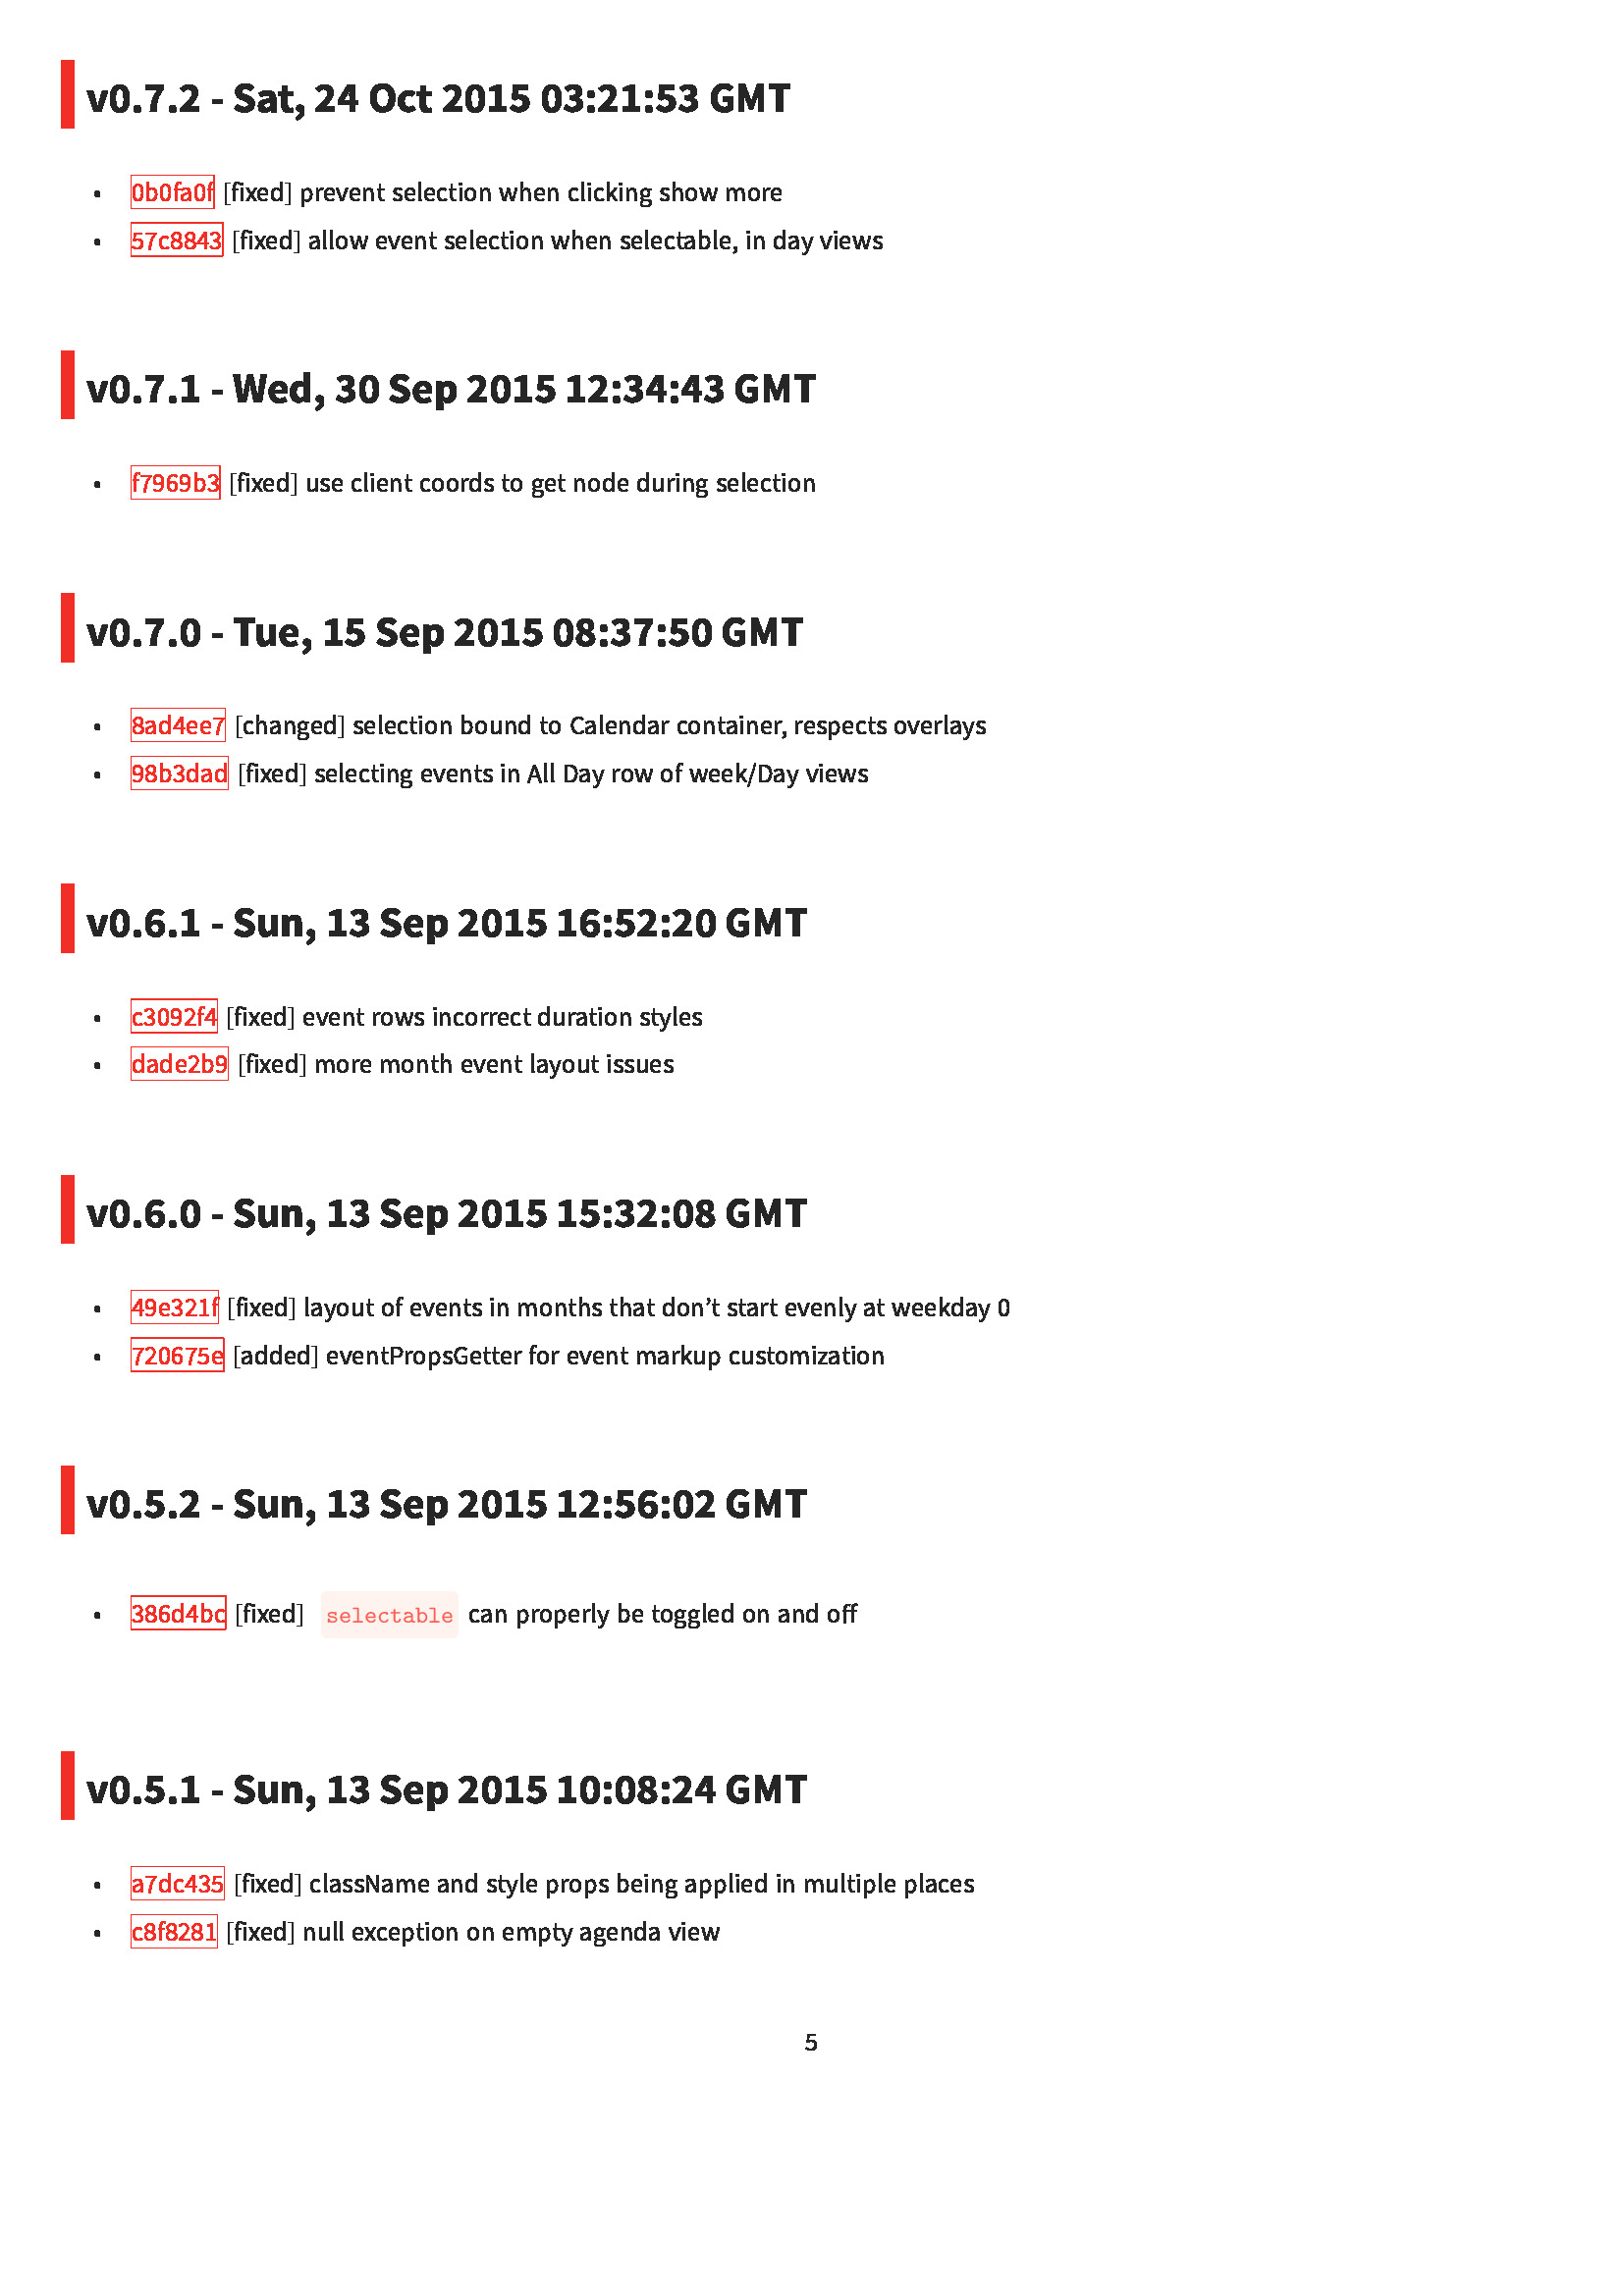 v0.7.2 - Sat, 24 Oct 2015 03:21:53 GMT
• 0b0fa0f [fixed] prevent selection when clicking show more
• 57c8843 [fixed] allow event selection when selectable, in day views
v0.7.1 - Wed, 30 Sep 2015 12:34:43 GMT
• f7969b3 [fixed] use client coords to get node during selection
v0.7.0 - Tue, 15 Sep 2015 08:37:50 GMT
• 8ad4ee7 [changed] selection bound to Calendar container, respects overlays
• 98b3dad [fixed] selecting events in All Day row of week/Day views
v0.6.1 - Sun, 13 Sep 2015 16:52:20 GMT
• c3092f4 [fixed] event rows incorrect duration styles
• dade2b9 [fixed] more month event layout issues
v0.6.0 - Sun, 13 Sep 2015 15:32:08 GMT
• 49e321f [fixed] layout of events in months that don’t start evenly at weekday 0
• 720675e [added] eventPropsGetter for event markup customization
v0.5.2 - Sun, 13 Sep 2015 12:56:02 GMT
• 386d4bc [fixed] selectable can properly be toggled on and off
v0.5.1 - Sun, 13 Sep 2015 10:08:24 GMT
• a7dc435 [fixed] className and style props being applied in multiple places
• c8f8281 [fixed] null exception on empty agenda view
5